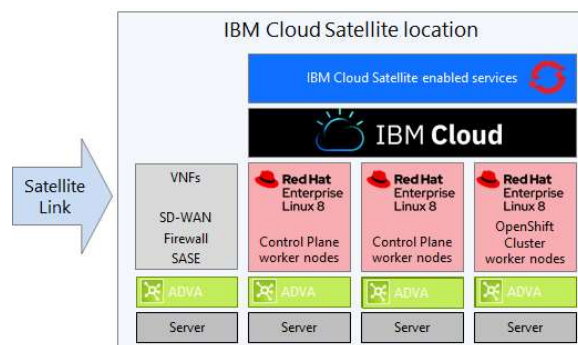 IBM Cloud Satellite location
IBM Cloud Satellite enabled services
IBM Cloud
Satellite
Link
VNFs
SD-WAN
Firewall
SASE
Red Hat
Enterprise
Linux 8
Control Plane
worker nodes
Red Hat
Enterprise
Linux 8
Control Plane
worker nodes
Red Hat
Enterprise
Linux 8
OpenShift
Cluster
worker nodes
ADVA
ADVA
ADVA
ADVA
Server
Server
Server
Server